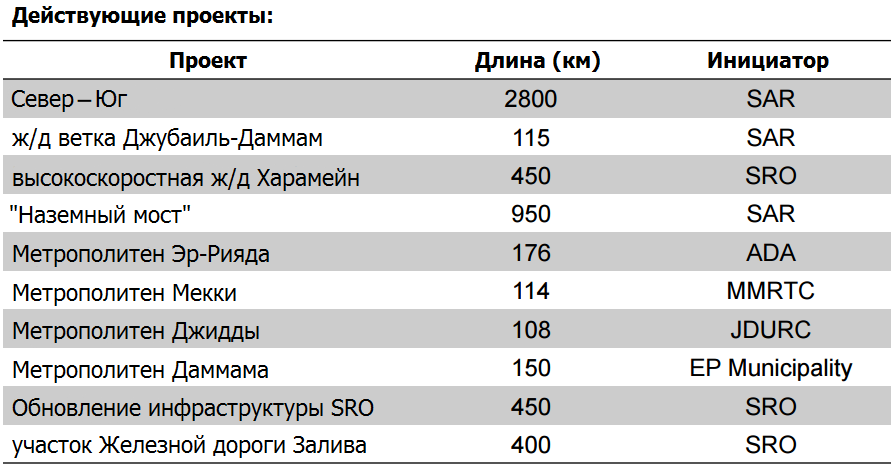 Действующие проекты:
Проект Длина (км) Инициатор
Север – Юг 2800 SAR
ж/д ветка Джубаиль-Даммам 115 SAR
высокоскоростная ж/д Харамейн 450 SRO
"Наземный мост" 950 SAR
Метрополитен Эр-Рияда 176 ADA
Метрополитен Мекки 114 MMRTC
Метрополитен Джидды 108 JDURC
Метрополитен Даммама 150 EP Municipality
Обновление инфраструктуры SRO 450 SRO
участок Железной дороги Залива 400 SRO